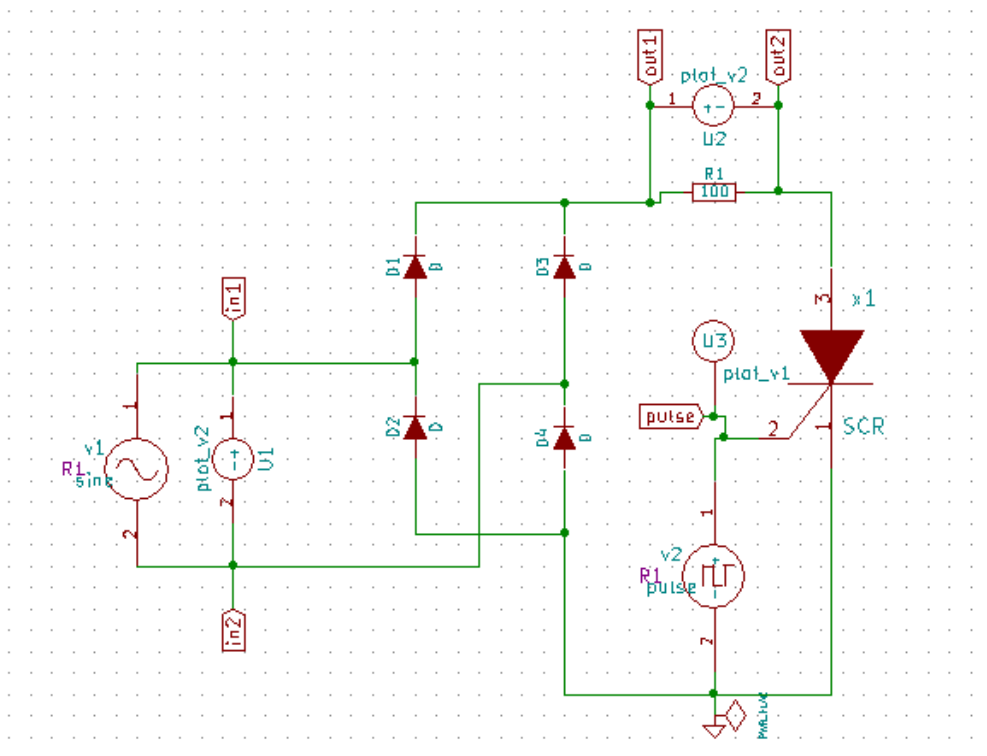 out1
out2
plot_v2
1
+ -
2
U2
R1
100
D1
D
D3
D
3
x1
in1
U3
plot_v1
pulse
2
1
SCR
1
v1
R1
sine
2
plot_v2
1
+
U1
2
D2
D
D4
D
1
v2
R1
pulse
2
in2